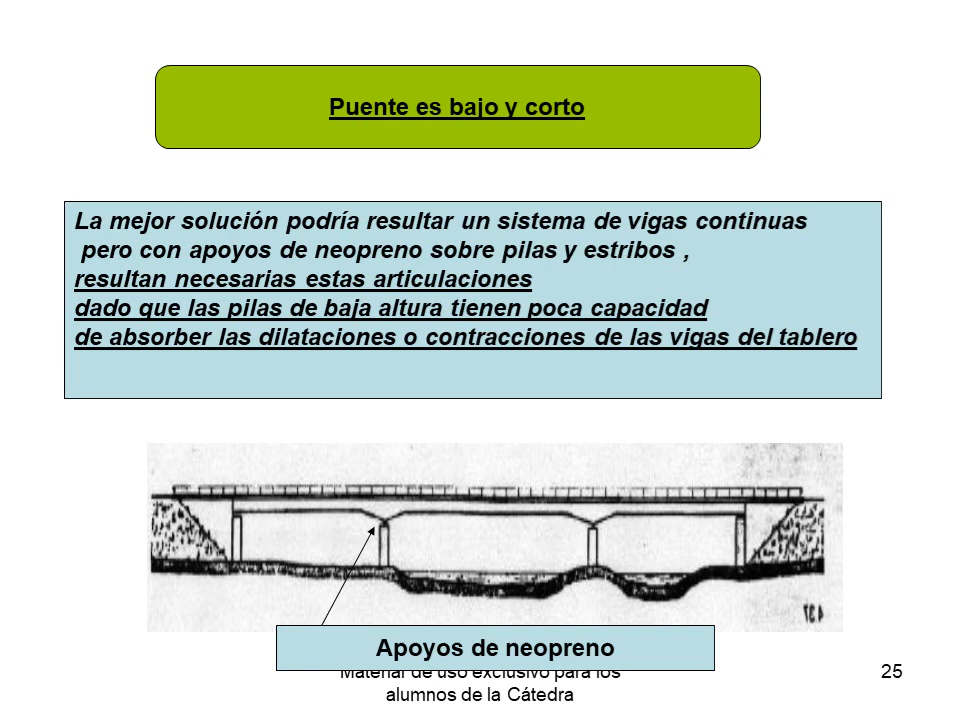 Puente es bajo y corto
La mejor solución podría resultar un sistema de vigas continuas
pero con apoyos de neopreno sobre pilas y estribos ,
resultan necesarias estas articulaciones
dado que las pilas de baja altura tienen poca capacidad
de absorber las dilataciones o contracciones de las vigas del tablero
437
Apoyos de neopreno
Material de uso exclusivo para los
alumnos de la Cátedra
25